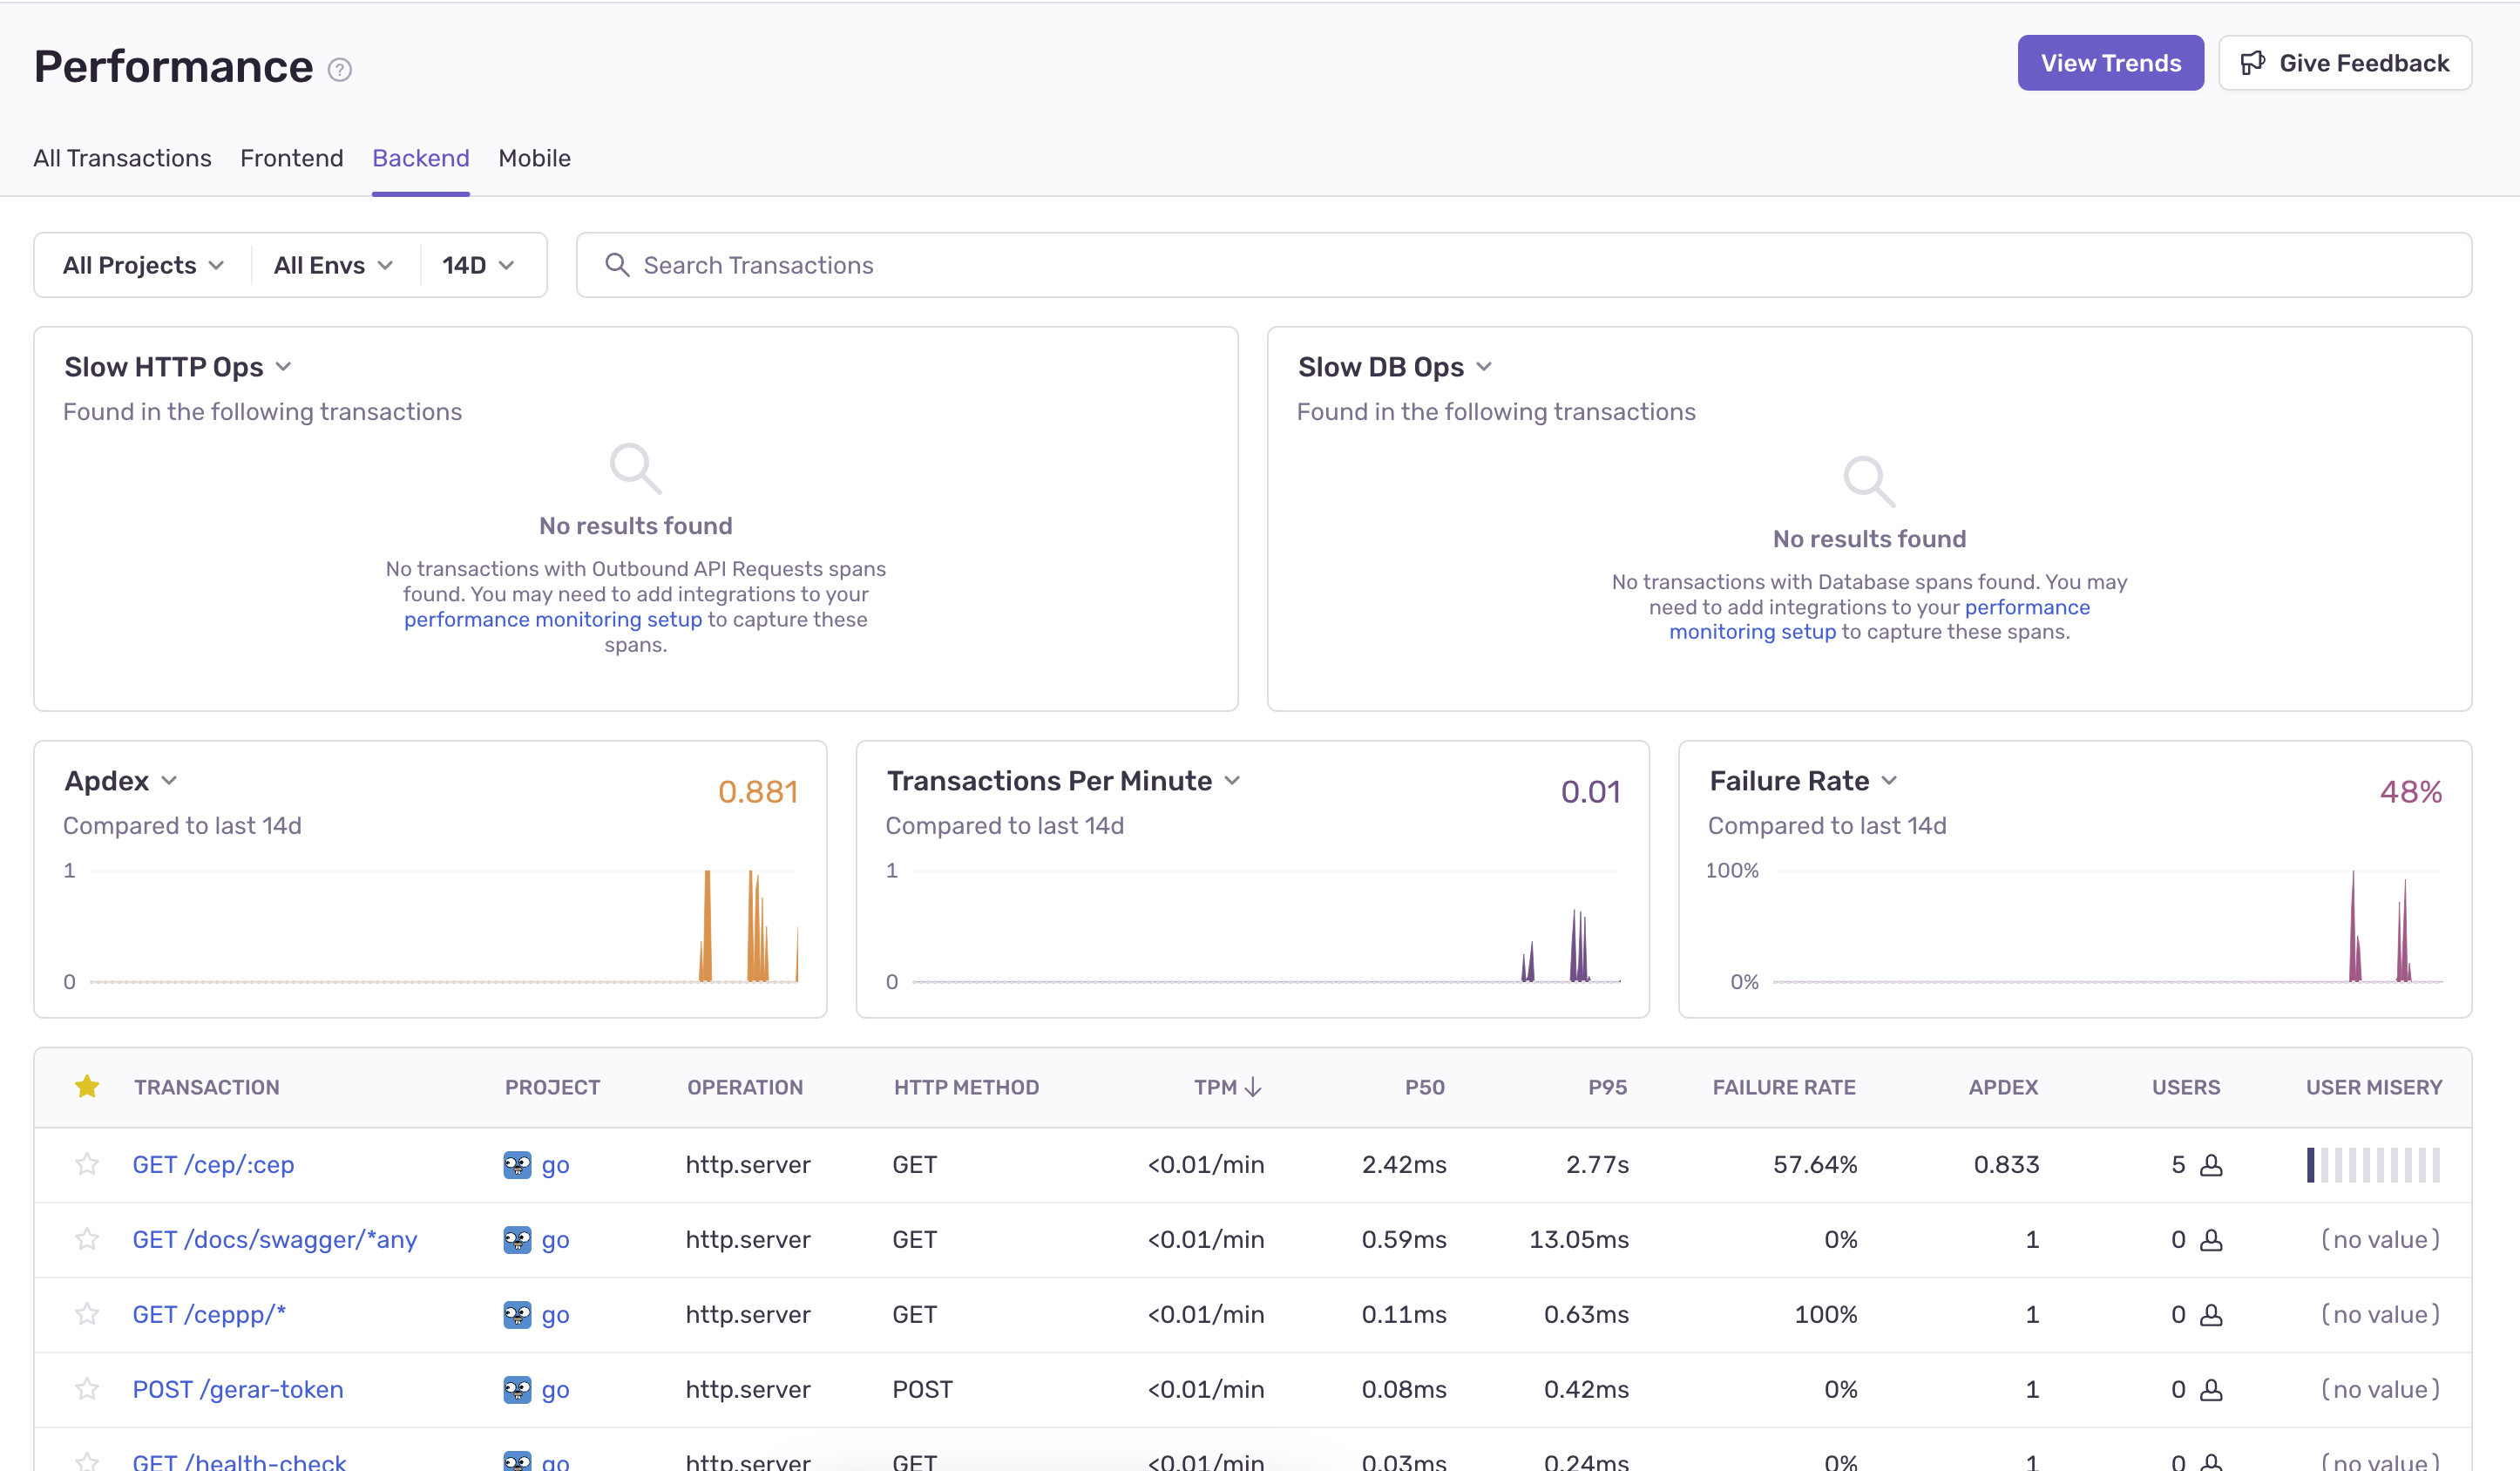 Performance ?
View Trends
Give Feedback
All Transactions Frontend Backend Mobile
All Projects All Envs 14D
Search Transactions
Slow HTTP Ops
Found in the following transactions
No results found
No transactions with Outbound API Requests spans
found. You may need to add integrations to your
performance monitoring setup to capture these
spans.
Slow DB Ops
Found in the following transactions
No results found
No transactions with Database spans found. You may
need to add integrations to your performance
monitoring setup to capture these spans.
Apdex
0.881
Compared to last 14d
1
0
Transactions Per Minute
0.01
Compared to last 14d
1
0
Failure Rate
48%
Compared to last 14d
100%
0%
TRANSACTION PROJECT OPERATION HTTP METHOD TPM P50 P95 FAILURE RATE APDEX USERS USER MISERY
GET /cep/:cep go http.server GET <0.01/min 2.42ms 2.77s 57.64% 0.833 5
GET /docs/swagger/*any go http.server GET <0.01/min 0.59ms 13.05ms 0% 1 0 (no value)
GET /ceppp/* go http.server GET <0.01/min 0.11ms 0.63ms 100% 1 0 (no value)
POST /gerar-token go http.server POST <0.01/min 0.08ms 0.42ms 0% 1 0 (no value)
GET /health-check go http.server GET <0.01/min 0.03ms 0.24ms 0% 1 0 (no value)